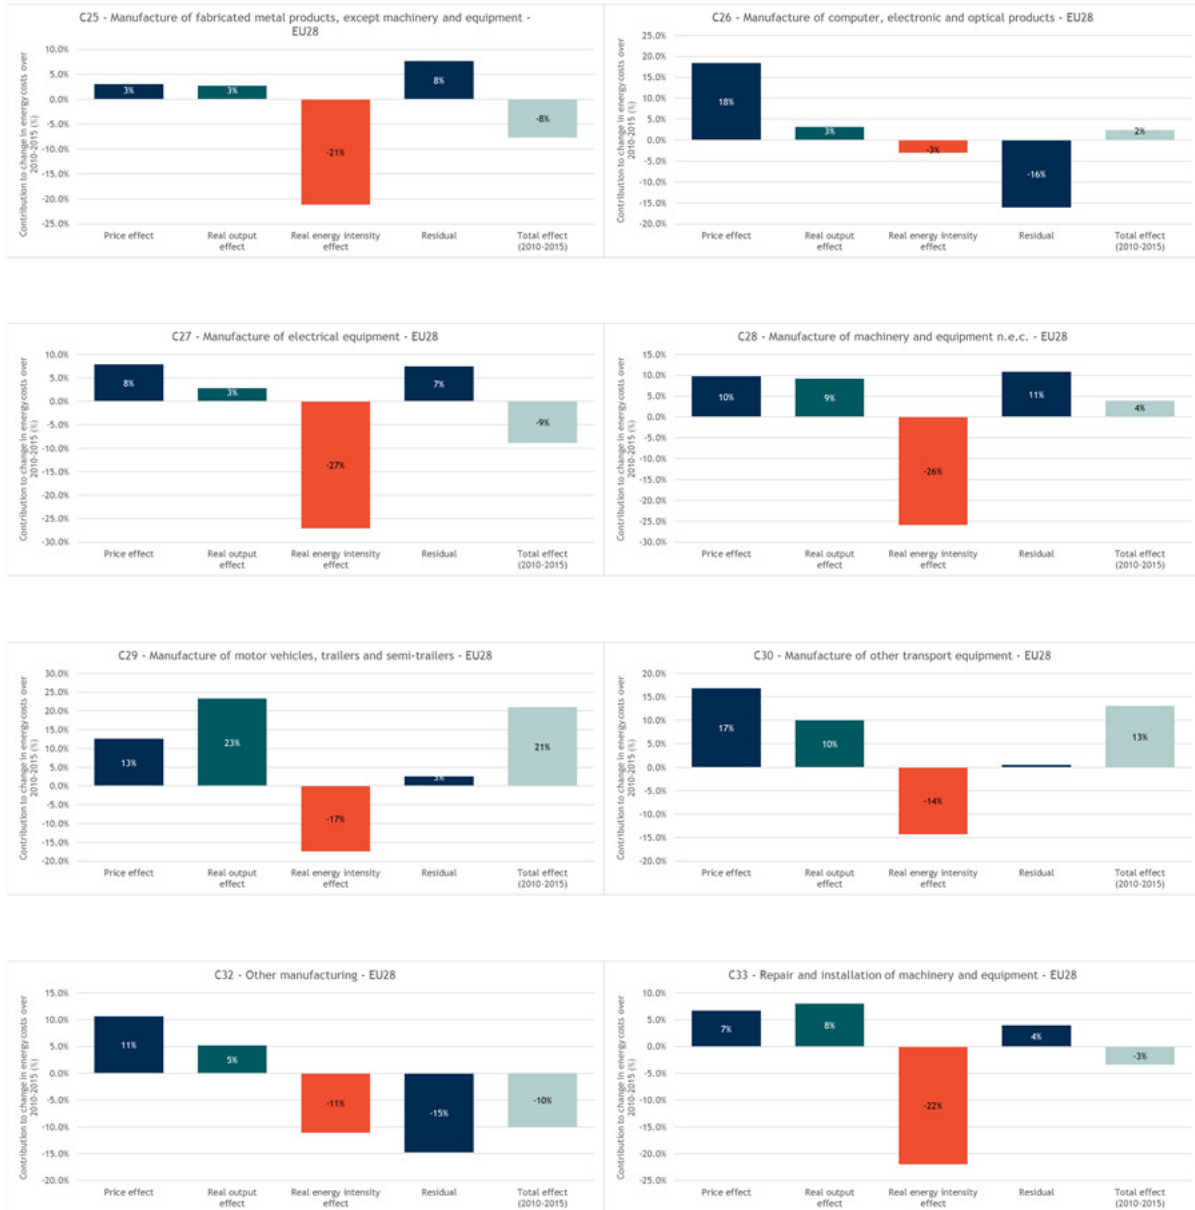 C25 - Manufacture of fabricated metal products, except machinery and equipment -
EU28
Contribution to change in energy costs over
2010-2015 (%)
10.0%
5.0%
0.0%
-5.0%
-10.0%
-15.0%
-20.0%
-25.0%
3%
3%
-21%
8%
-8%
Price effect
Real output
effect
Real energy intensity
effect
Residual
Total effect
(2010-2015)
C26 - Manufacture of computer, electronic and optical products - EU28
Contribution to change in energy costs over
2010-2015 (%)
25.0%
20.0%
15.0%
10.0%
5.0%
0.0%
-5.0%
-10.0%
-15.0%
-20.0%
18%
3%
-3%
-16%
2%
Price effect
Real output
effect
Real energy intensity
effect
Residual
Total effect
(2010-2015)
C27 - Manufacture of electrical equipment - EU28
Contribution to change in energy costs over
2010-2015 (%)
10.0%
5.0%
0.0%
-5.0%
-10.0%
-15.0%
-20.0%
-25.0%
-30.0%
8%
3%
-27%
7%
-9%
Price effect
Real output
effect
Real energy intensity
effect
Residual
Total effect
(2010-2015)
C28 - Manufacture of machinery and equipment n.e.c. - EU28
Contribution to change in energy costs over
2010-2015 (%)
15.0%
10.0%
5.0%
0.0%
-5.0%
-10.0%
-15.0%
-20.0%
-25.0%
-30.0%
10%
9%
-26%
11%
4%
Price effect
Real output
effect
Real energy intensity
effect
Residual
Total effect
(2010-2015)
C29 - Manufacture of motor vehicles, trailers and semi-trailers - EU28
Contribution to change in energy costs over
2010-2015 (%)
30.0%
25.0%
20.0%
15.0%
10.0%
5.0%
0.0%
-5.0%
-10.0%
-15.0%
-20.0%
13%
23%
-17%
3%
21%
Price effect
Real output
effect
Real energy intensity
effect
Residual
Total effect
(2010-2015)
C30 - Manufacture of other transport equipment - EU28
Contribution to change in energy costs over
2010-2015 (%)
20.0%
15.0%
10.0%
5.0%
0.0%
-5.0%
-10.0%
-15.0%
-20.0%
17%
10%
-14%
13%
Price effect
Real output
effect
Real energy intensity
effect
Residual
Total effect
(2010-2015)
C32 - Other manufacturing - EU28
Contribution to change in energy costs over
2010-2015 (%)
15.0%
10.0%
5.0%
0.0%
-5.0%
-10.0%
-15.0%
-20.0%
11%
5%
-11%
-15%
-10%
Price effect
Real output
effect
Real energy intensity
effect
Residual
Total effect
(2010-2015)
C33 - Repair and installation of machinery and equipment - EU28
Contribution to change in energy costs over
2010-2015 (%)
10.0%
5.0%
0.0%
-5.0%
-10.0%
-15.0%
-20.0%
-25.0%
7%
8%
-22%
4%
-3%
Price effect
Real output
effect
Real energy intensity
effect
Residual
Total effect
(2010-2015)